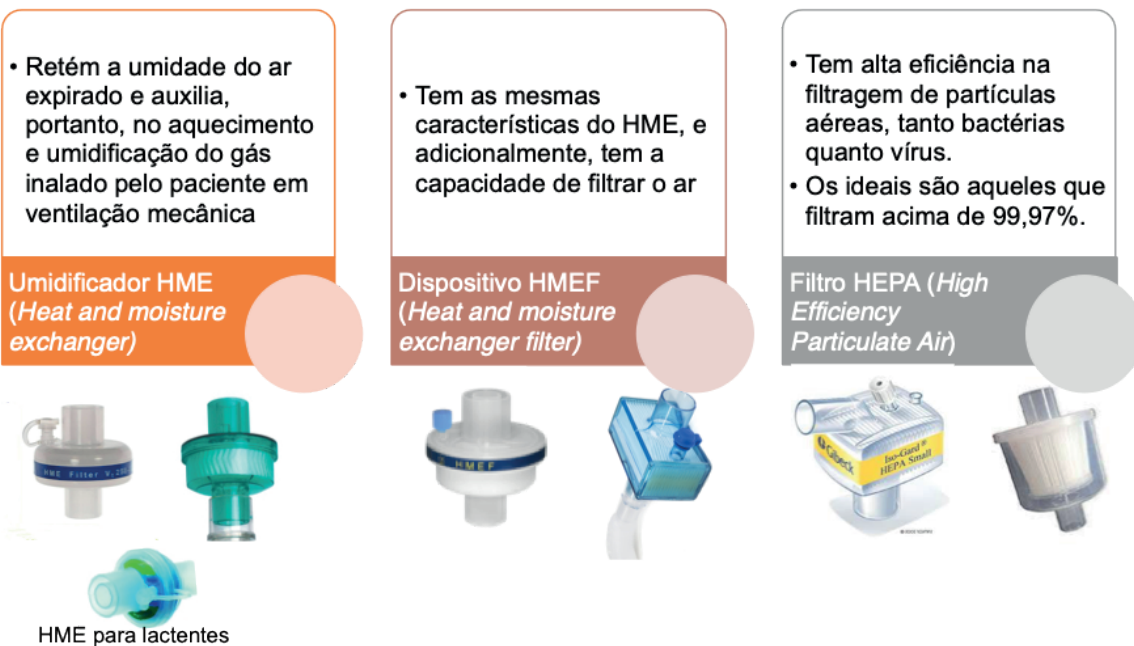 • Retém a umidade do ar
expirado e auxilia,
portanto, no aquecimento
e umidificação do gás
inalado pelo paciente em
ventilação mecânica
Umidificador HME
(Heat and moisture
exchanger)
• Tem as mesmas
características do HME, e
adicionalmente, tem a
capacidade de filtrar o ar
Dispositivo HMEF
(Heat and moisture
exchanger filter)
• Tem alta eficiência na
filtragem de partículas
aéreas, tanto bactérias
quanto vírus.
• Os ideais são aqueles que
filtram acima de 99,97%.
Filtro HEPA (High
Efficiency
Particulate Air)
HME Filter
HMEF
Gibeck
Iso-Gard®
HEPA Small
HME para lactentes